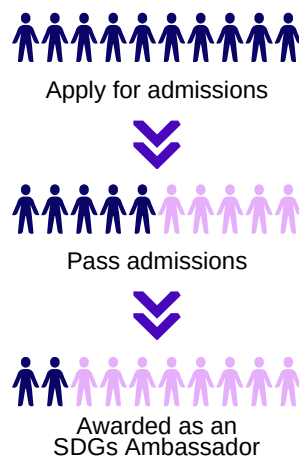 Apply for admissions
Pass admissions
Awarded as an
SDGs Ambassador